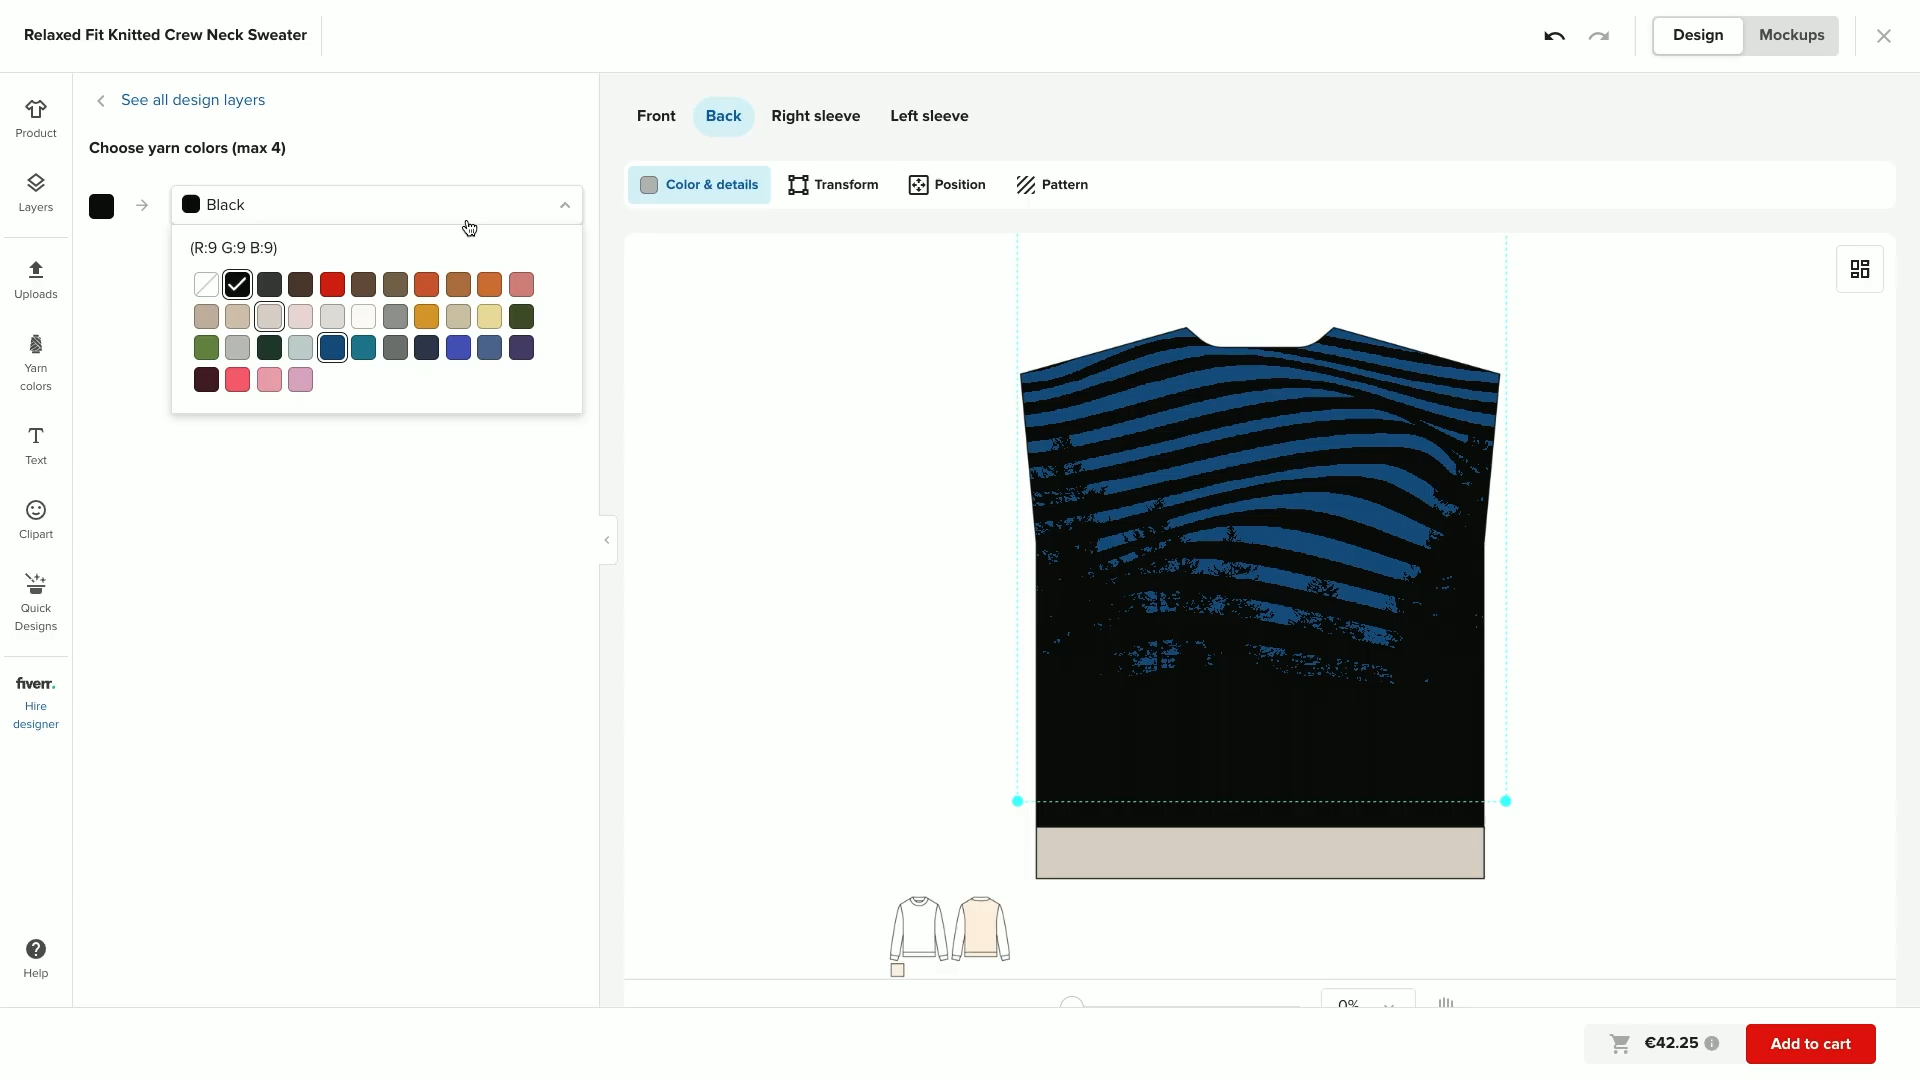 Relaxed Fit Knitted Crew Neck Sweater
Design
Mockups
Product
Layers
Uploads
Yarn
colors
Text
Clipart
Quick
Designs
fiverr.
Hire
designer
Help
See all design layers
Choose yarn colors (max 4)
Black
(R:9 G:9 B:9)
Front
Back
Right sleeve
Left sleeve
Color & details
Transform
Position
Pattern
0%
€42.25
Add to cart